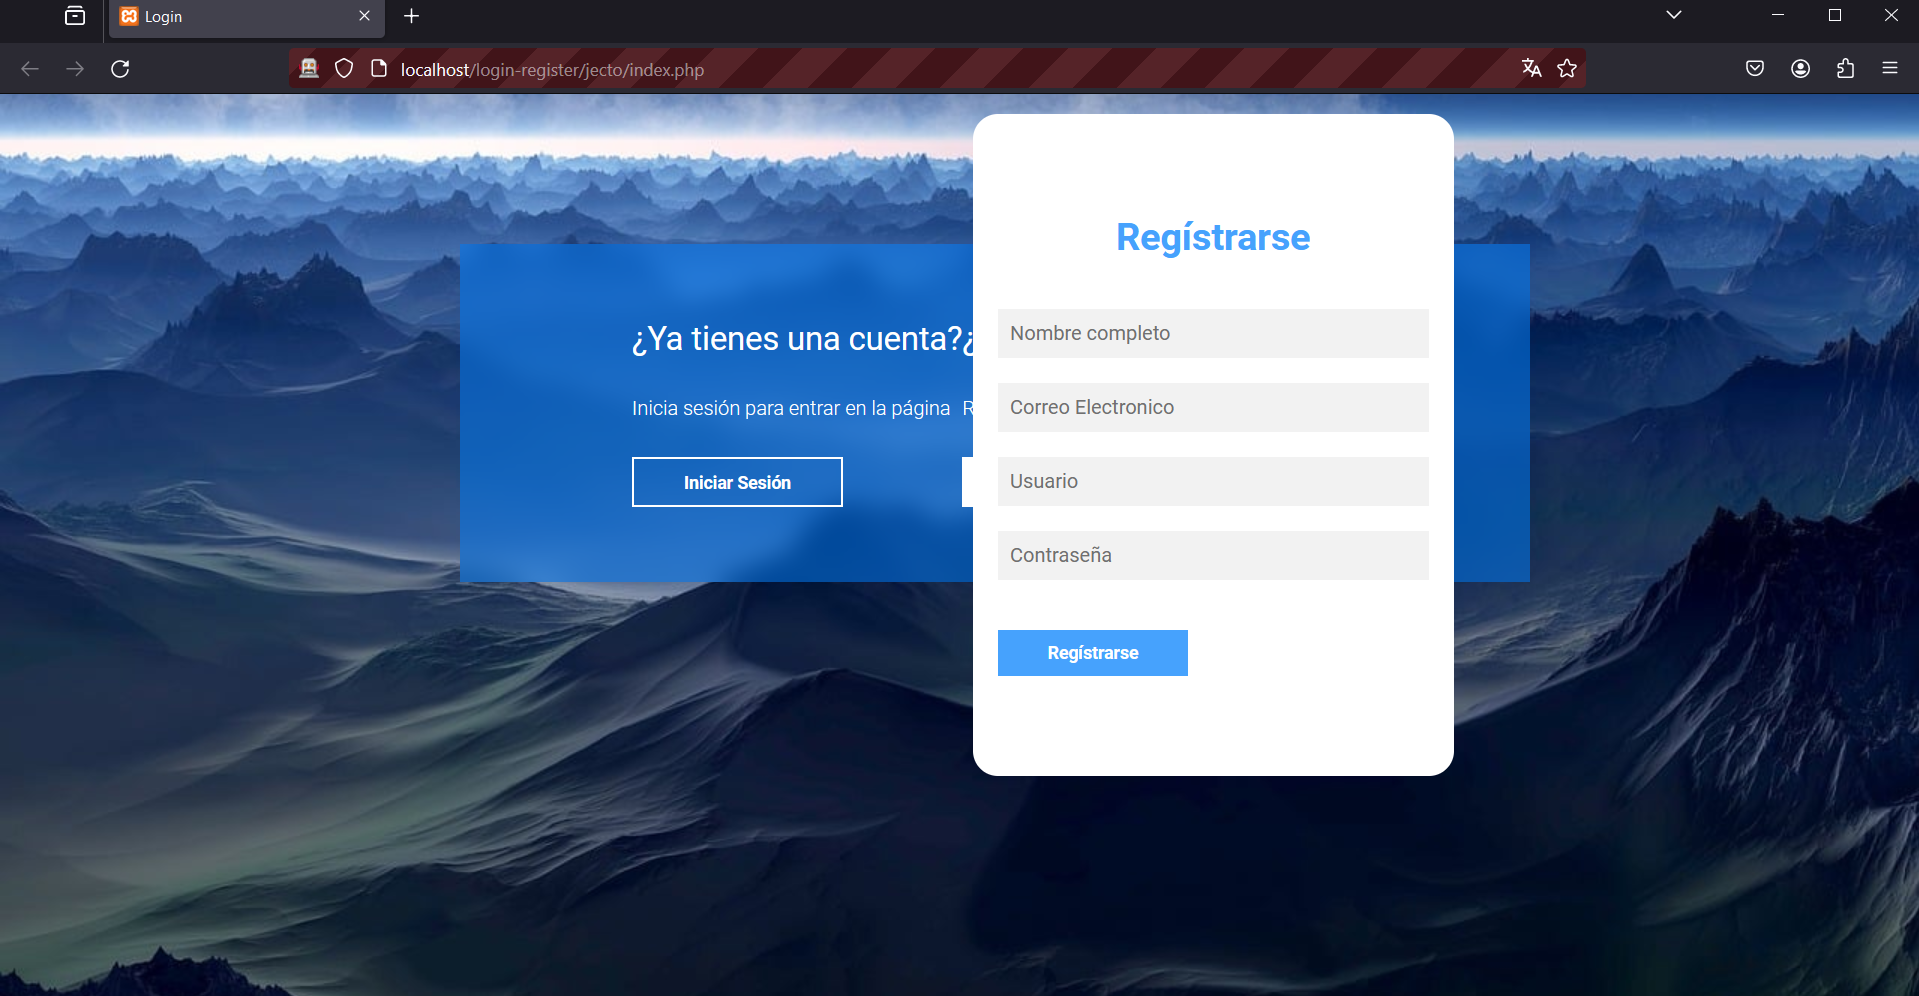 Login
localhost/login-register/jecto/index.php
Regístrarse
¿Ya tienes una cuenta?¿
Inicia sesión para entrar en la página R
Iniciar Sesión
Nombre completo
Correo Electronico
Usuario
Contraseña
Regístrarse